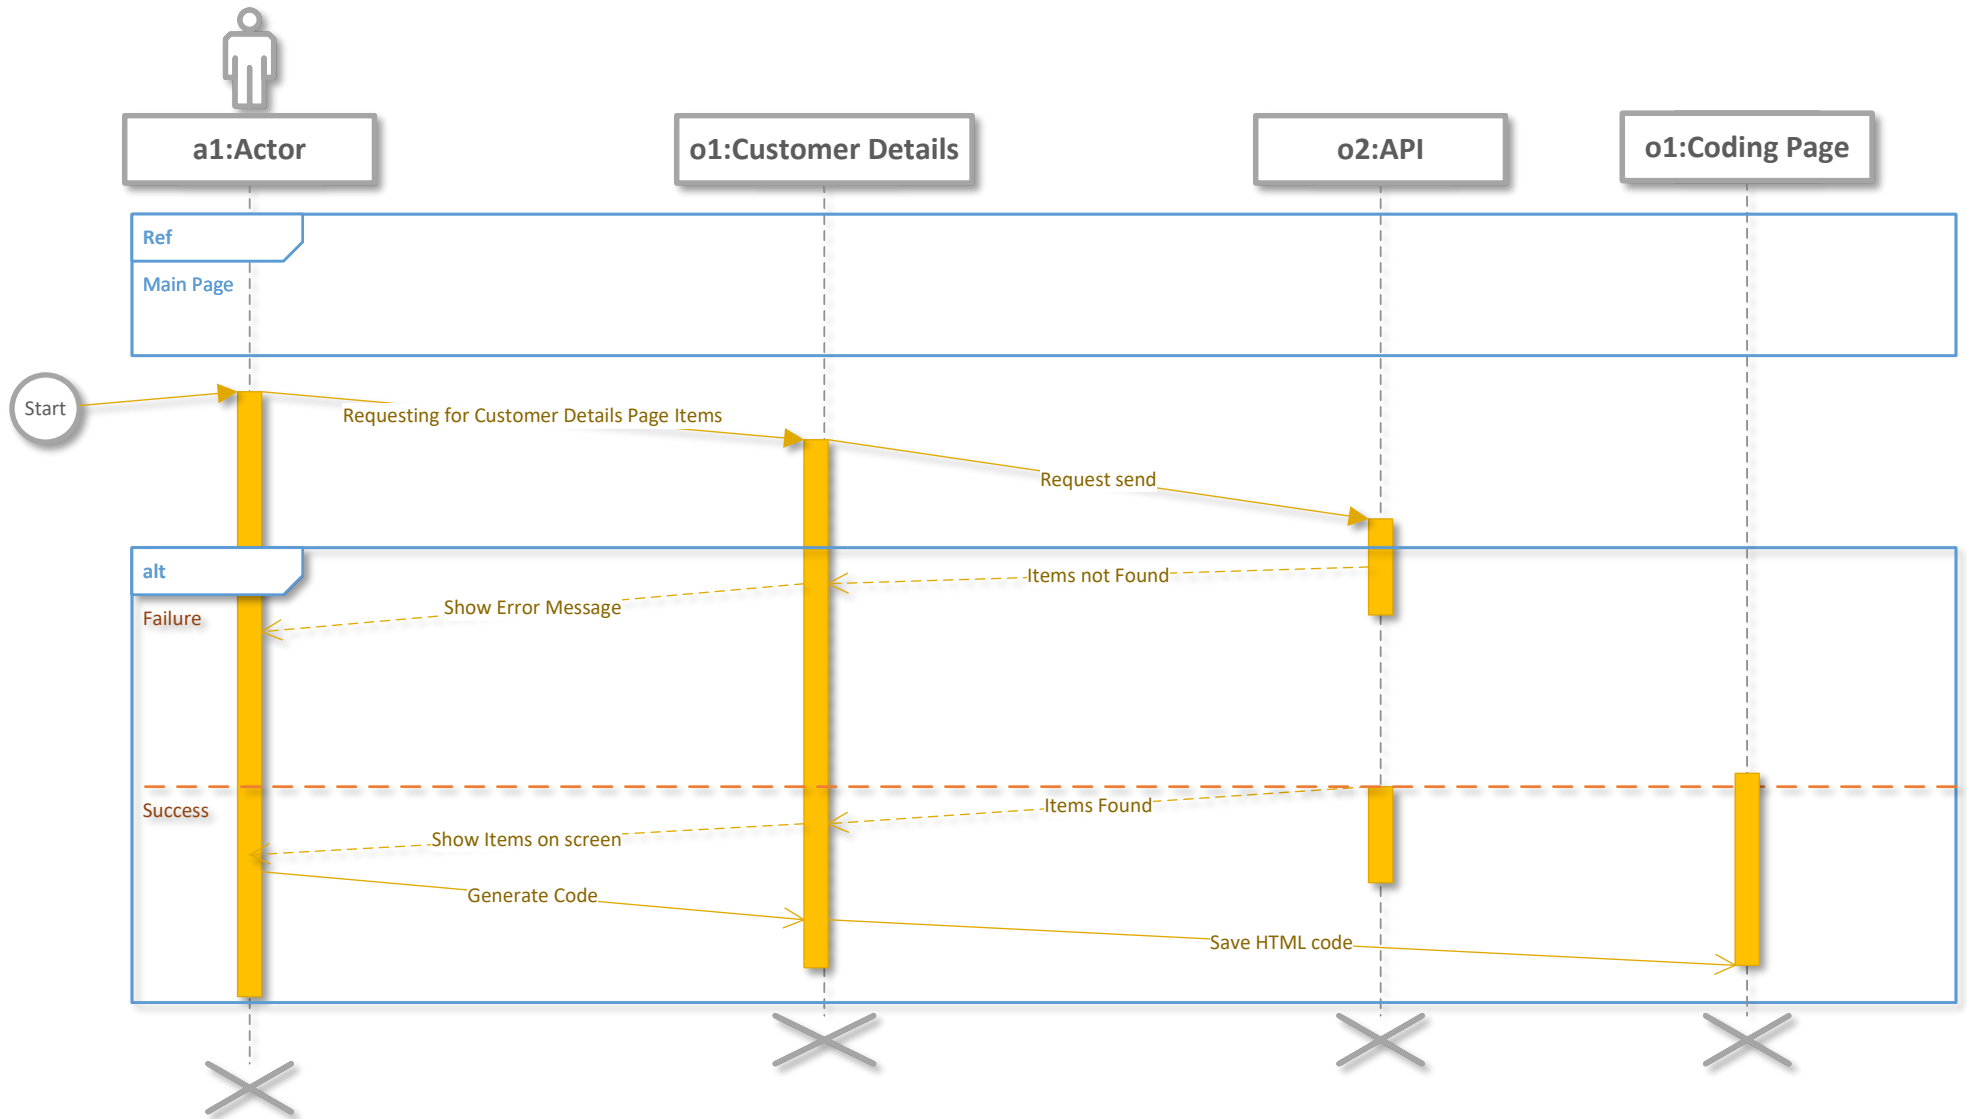 a1:Actor
o1:Customer Details
o2:API
o1:Coding Page
Ref
Main Page
Start
Requesting for Customer Details Page Items
Request send
alt
Items not Found
Show Error Message
Failure
Success
Items Found
Show Items on screen
Generate Code
Save HTML code